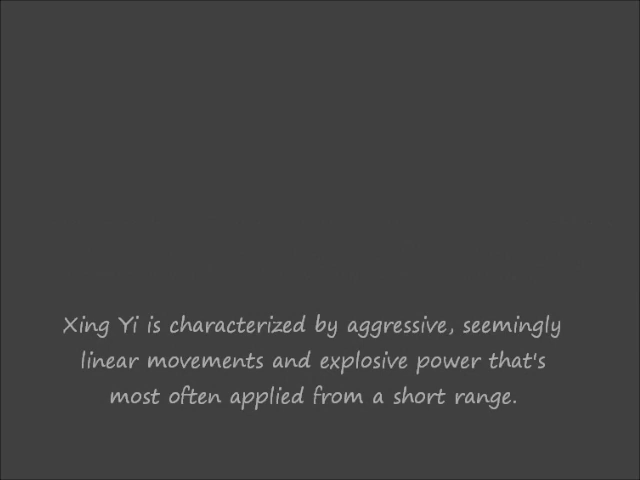 Xing Yi is characterized by aggressive, seemingly
linear movements and explosive power that's
most often applied from a short range.